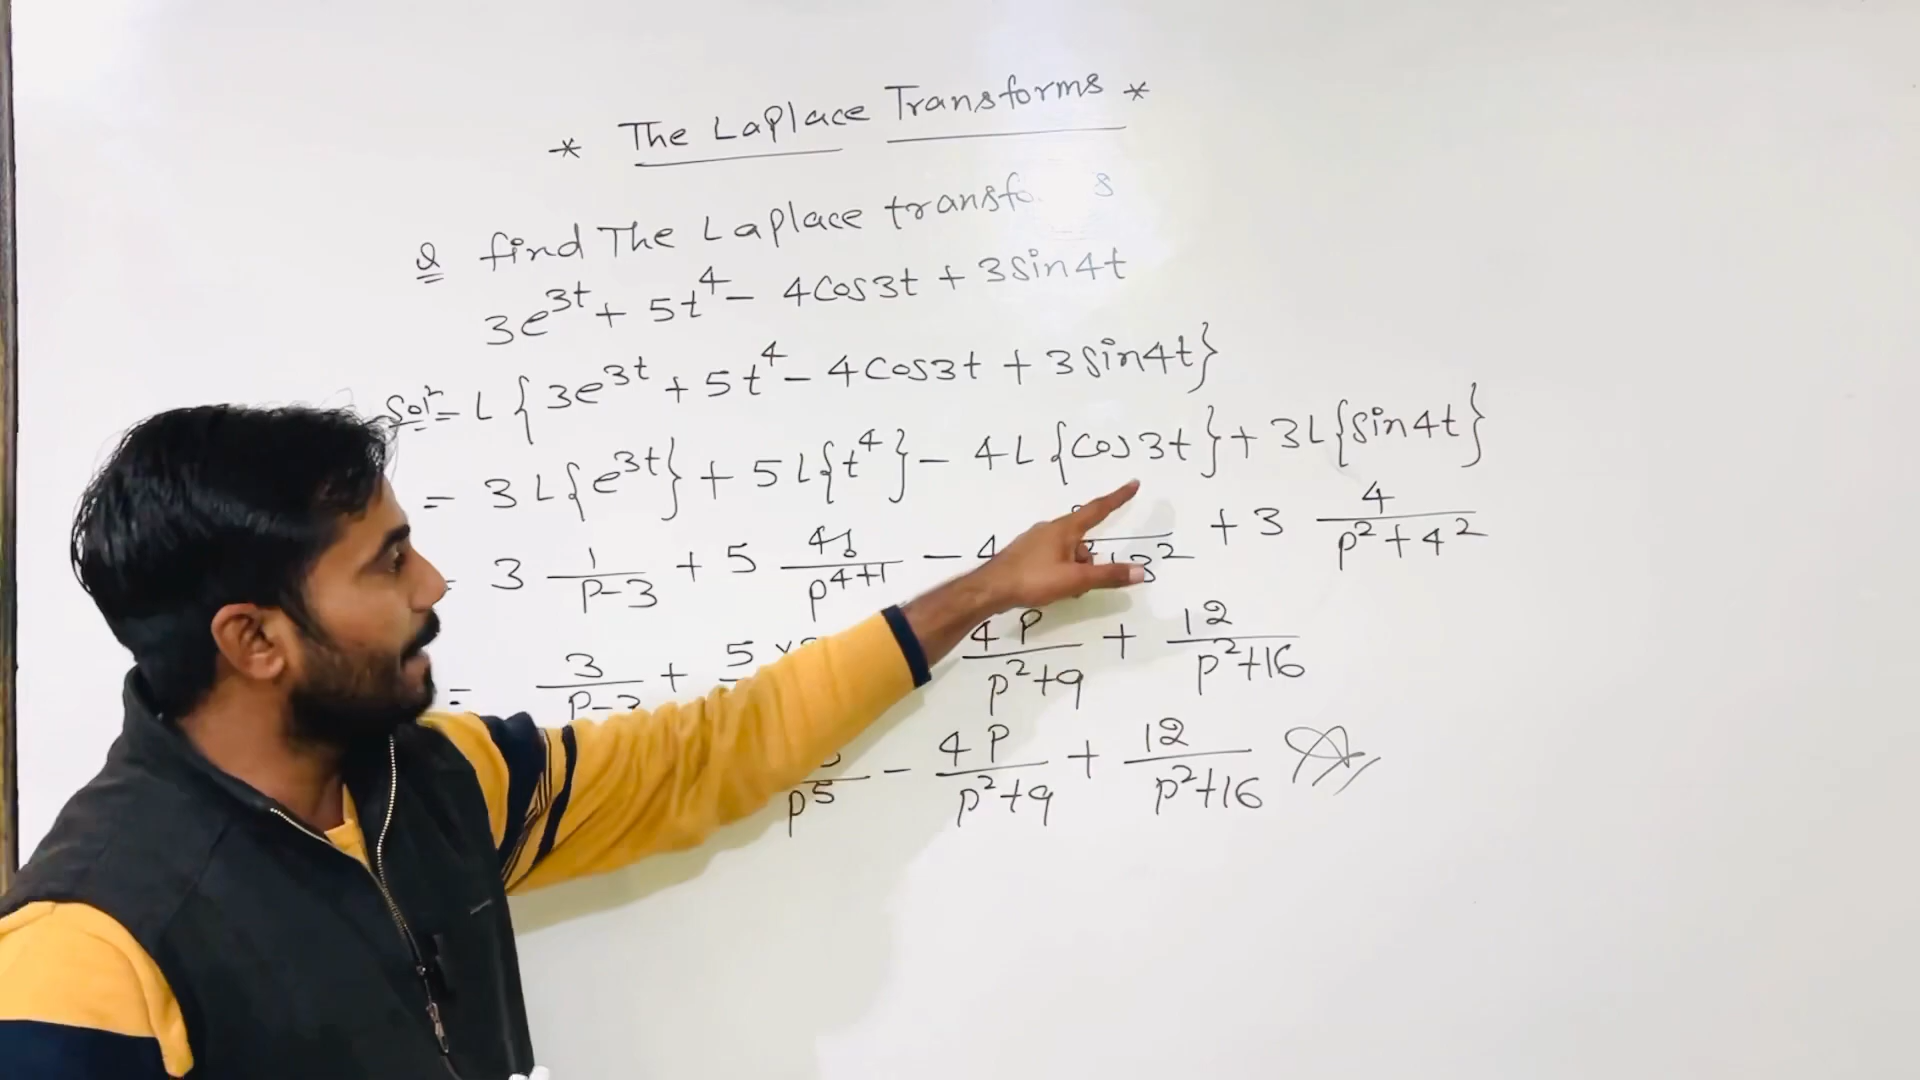 * The Laplace Transforms *
Q find The Laplace transfo s
3e^3t + 5t^4 - 4cos3t + 3sin4t
Sol^n = L{3e^3t + 5t^4 - 4cos3t + 3sin4t}
= 3L{e^3t} + 5L{t^4} - 4L{cos3t} + 3L{sin4t}
= 3 1/(P-3) + 5 4!/(P^4+1) - 4 + 3 4/(P^2+4^2)
= 3/(P-3) + 5 4P/(P^2+9) + 12/(P^2+16)
P^5 - 4P/(P^2+9) + 12/(P^2+16)